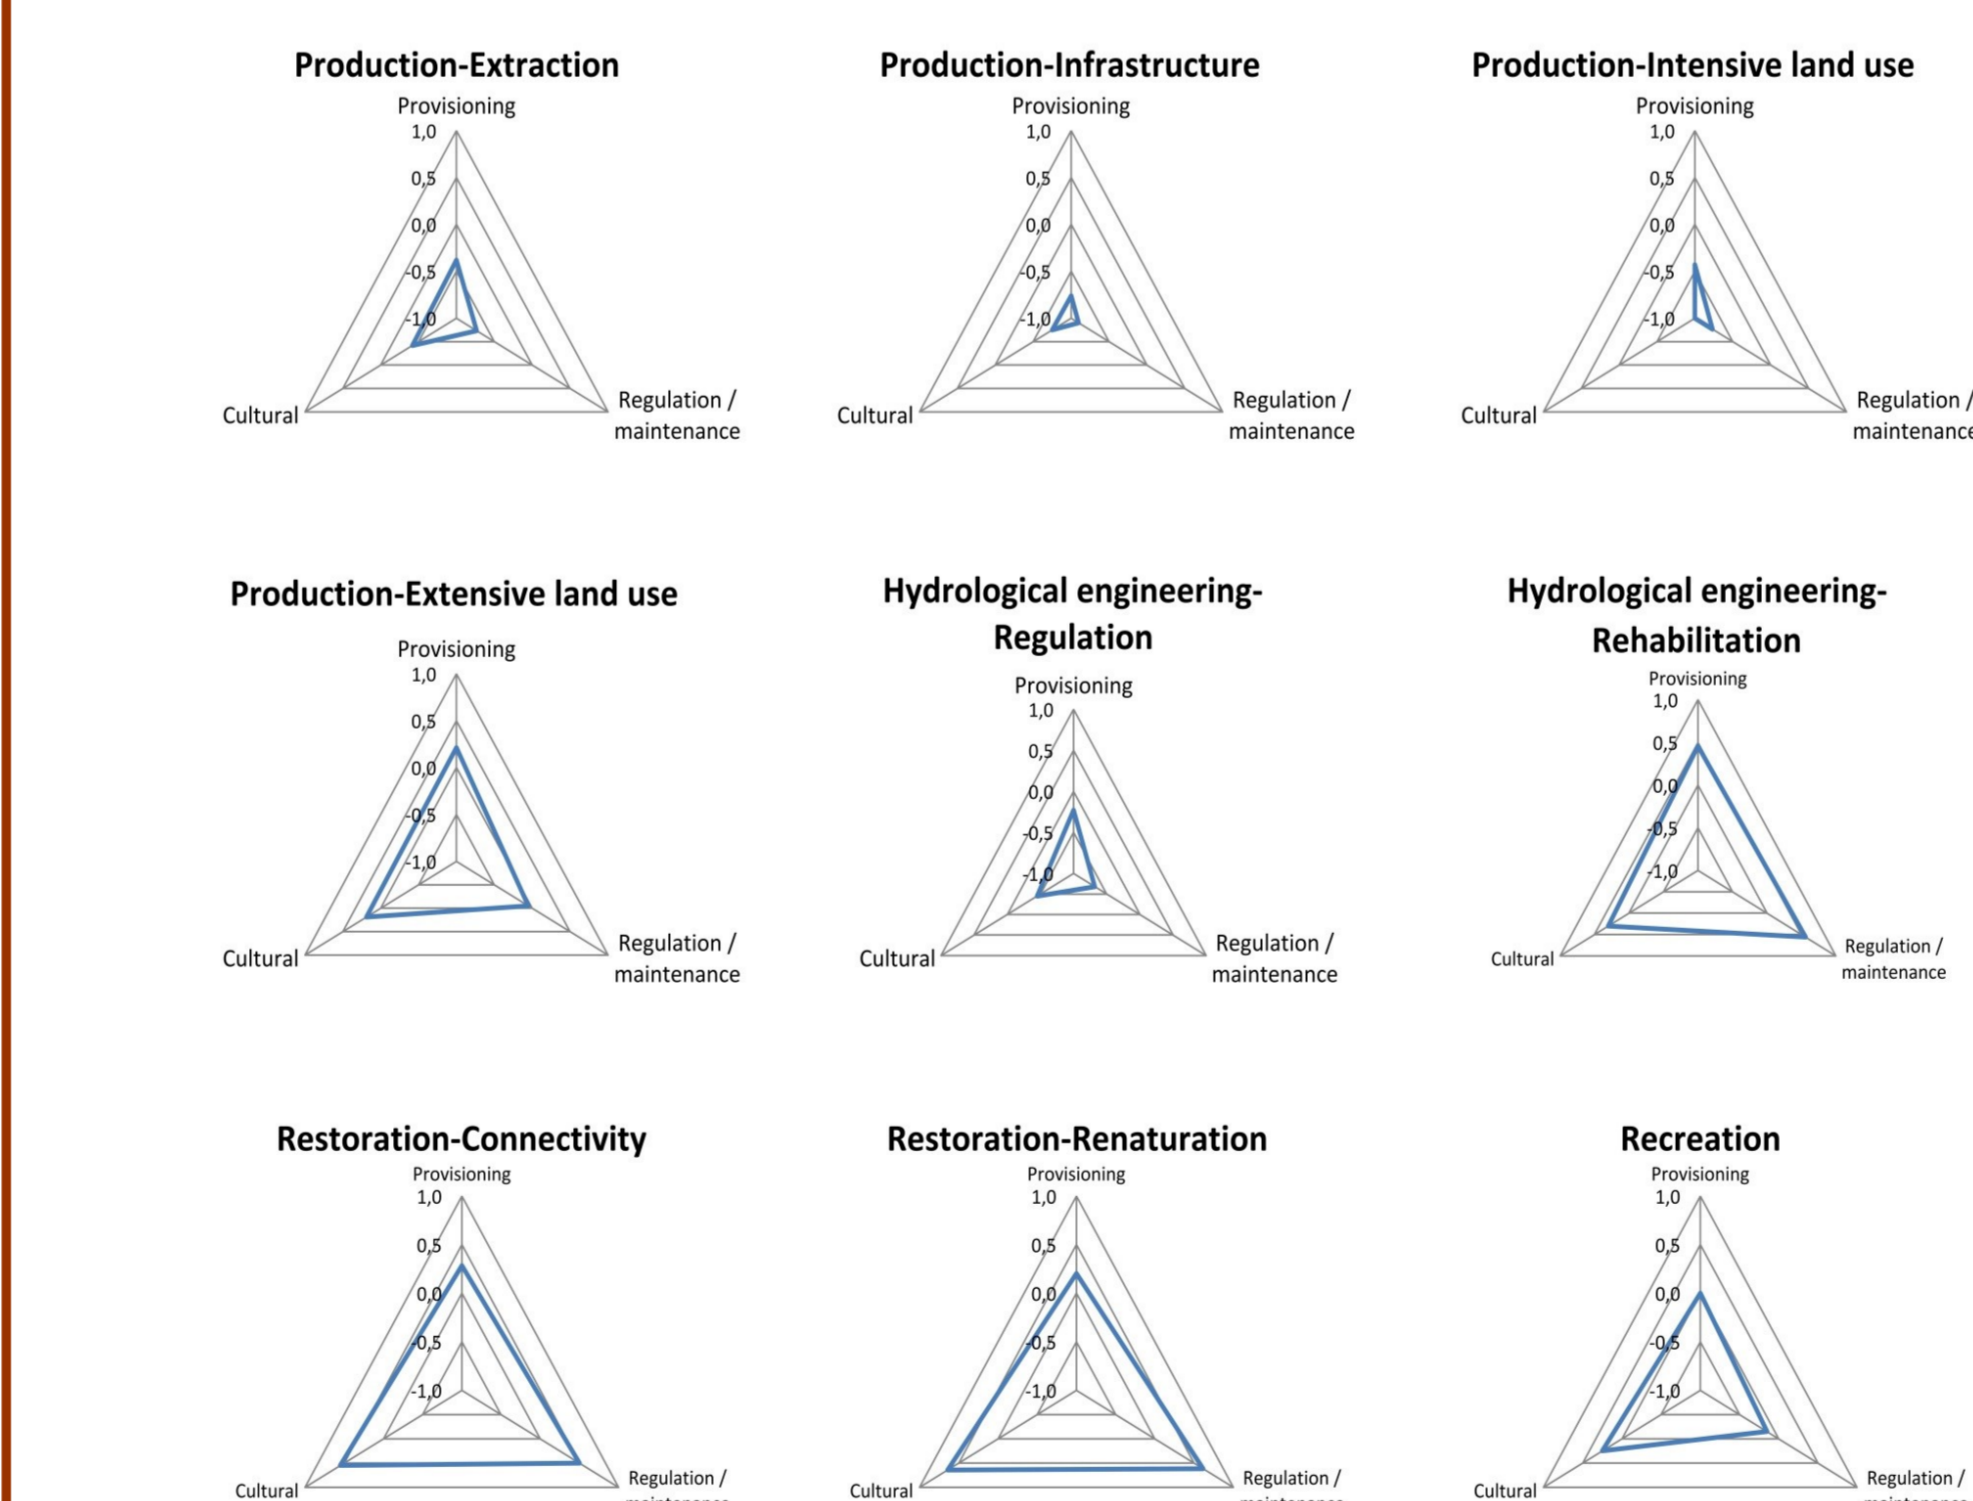 Production-Extraction
Provisioning
1,0
0,5
0,0
-0,5
-1,0
Cultural
Regulation /
maintenance
Production-Infrastructure
Provisioning
1,0
0,5
0,0
-0,5
-1,0
Cultural
Regulation /
maintenance
Production-Intensive land use
Provisioning
1,0
0,5
0,0
-0,5
-1,0
Cultural
Regulation /
maintenance
Production-Extensive land use
Provisioning
1,0
0,5
0,0
-0,5
-1,0
Cultural
Regulation /
maintenance
Hydrological engineering-
Regulation
Provisioning
1,0
0,5
0,0
-0,5
-1,0
Cultural
Regulation /
maintenance
Hydrological engineering-
Rehabilitation
Provisioning
1,0
0,5
0,0
-0,5
-1,0
Cultural
Regulation /
maintenance
Restoration-Connectivity
Provisioning
1,0
0,5
0,0
-0,5
-1,0
Cultural
Regulation /
Restoration-Renaturation
Provisioning
1,0
0,5
0,0
-0,5
-1,0
Cultural
Regulation /
Recreation
Provisioning
1,0
0,5
0,0
-0,5
-1,0
Cultural
Regulation /